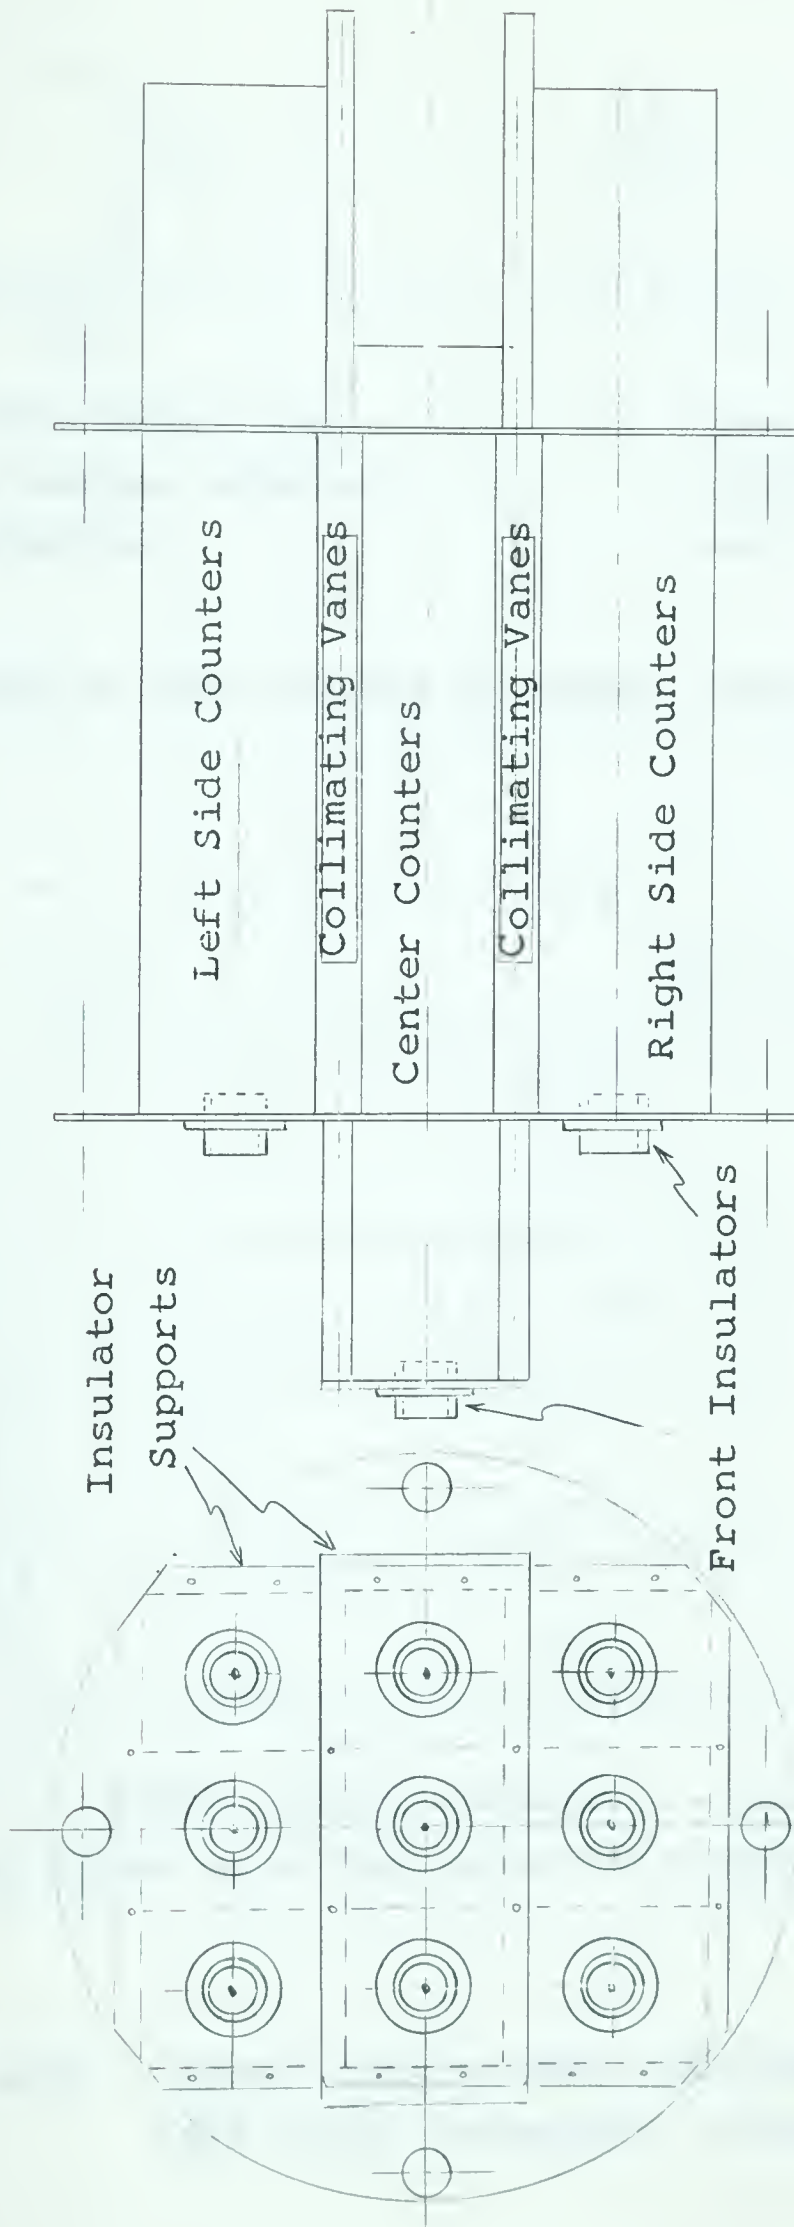 Insulator
Supports
Left Side Counters
Collimating Vanes
Center Counters
Collimating Vanes
Right Side Counters
Front Insulators